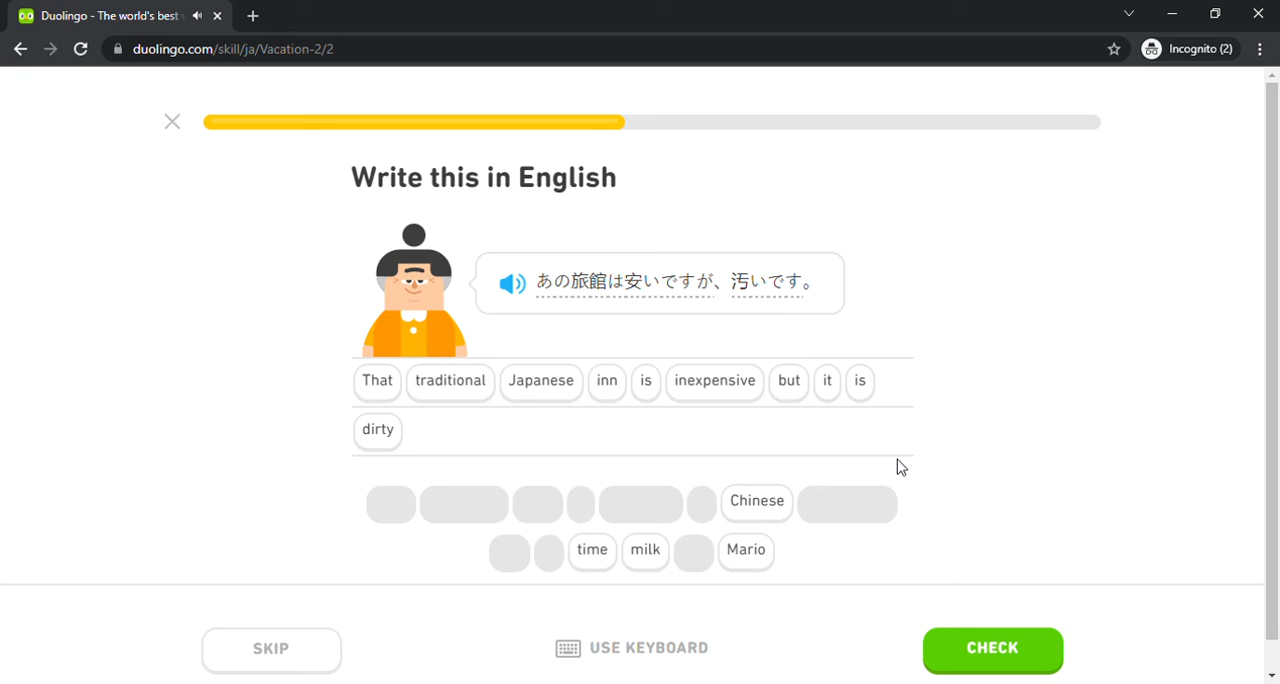 Duolingo - The world's best
duolingo.com/skill/ja/Vacation-2/2
Incognito (2)
Write this in English
あの旅館は安いですが、汚いです。
That traditional Japanese inn is inexpensive but it is
dirty
Chinese
time milk Mario
SKIP
USE KEYBOARD
CHECK